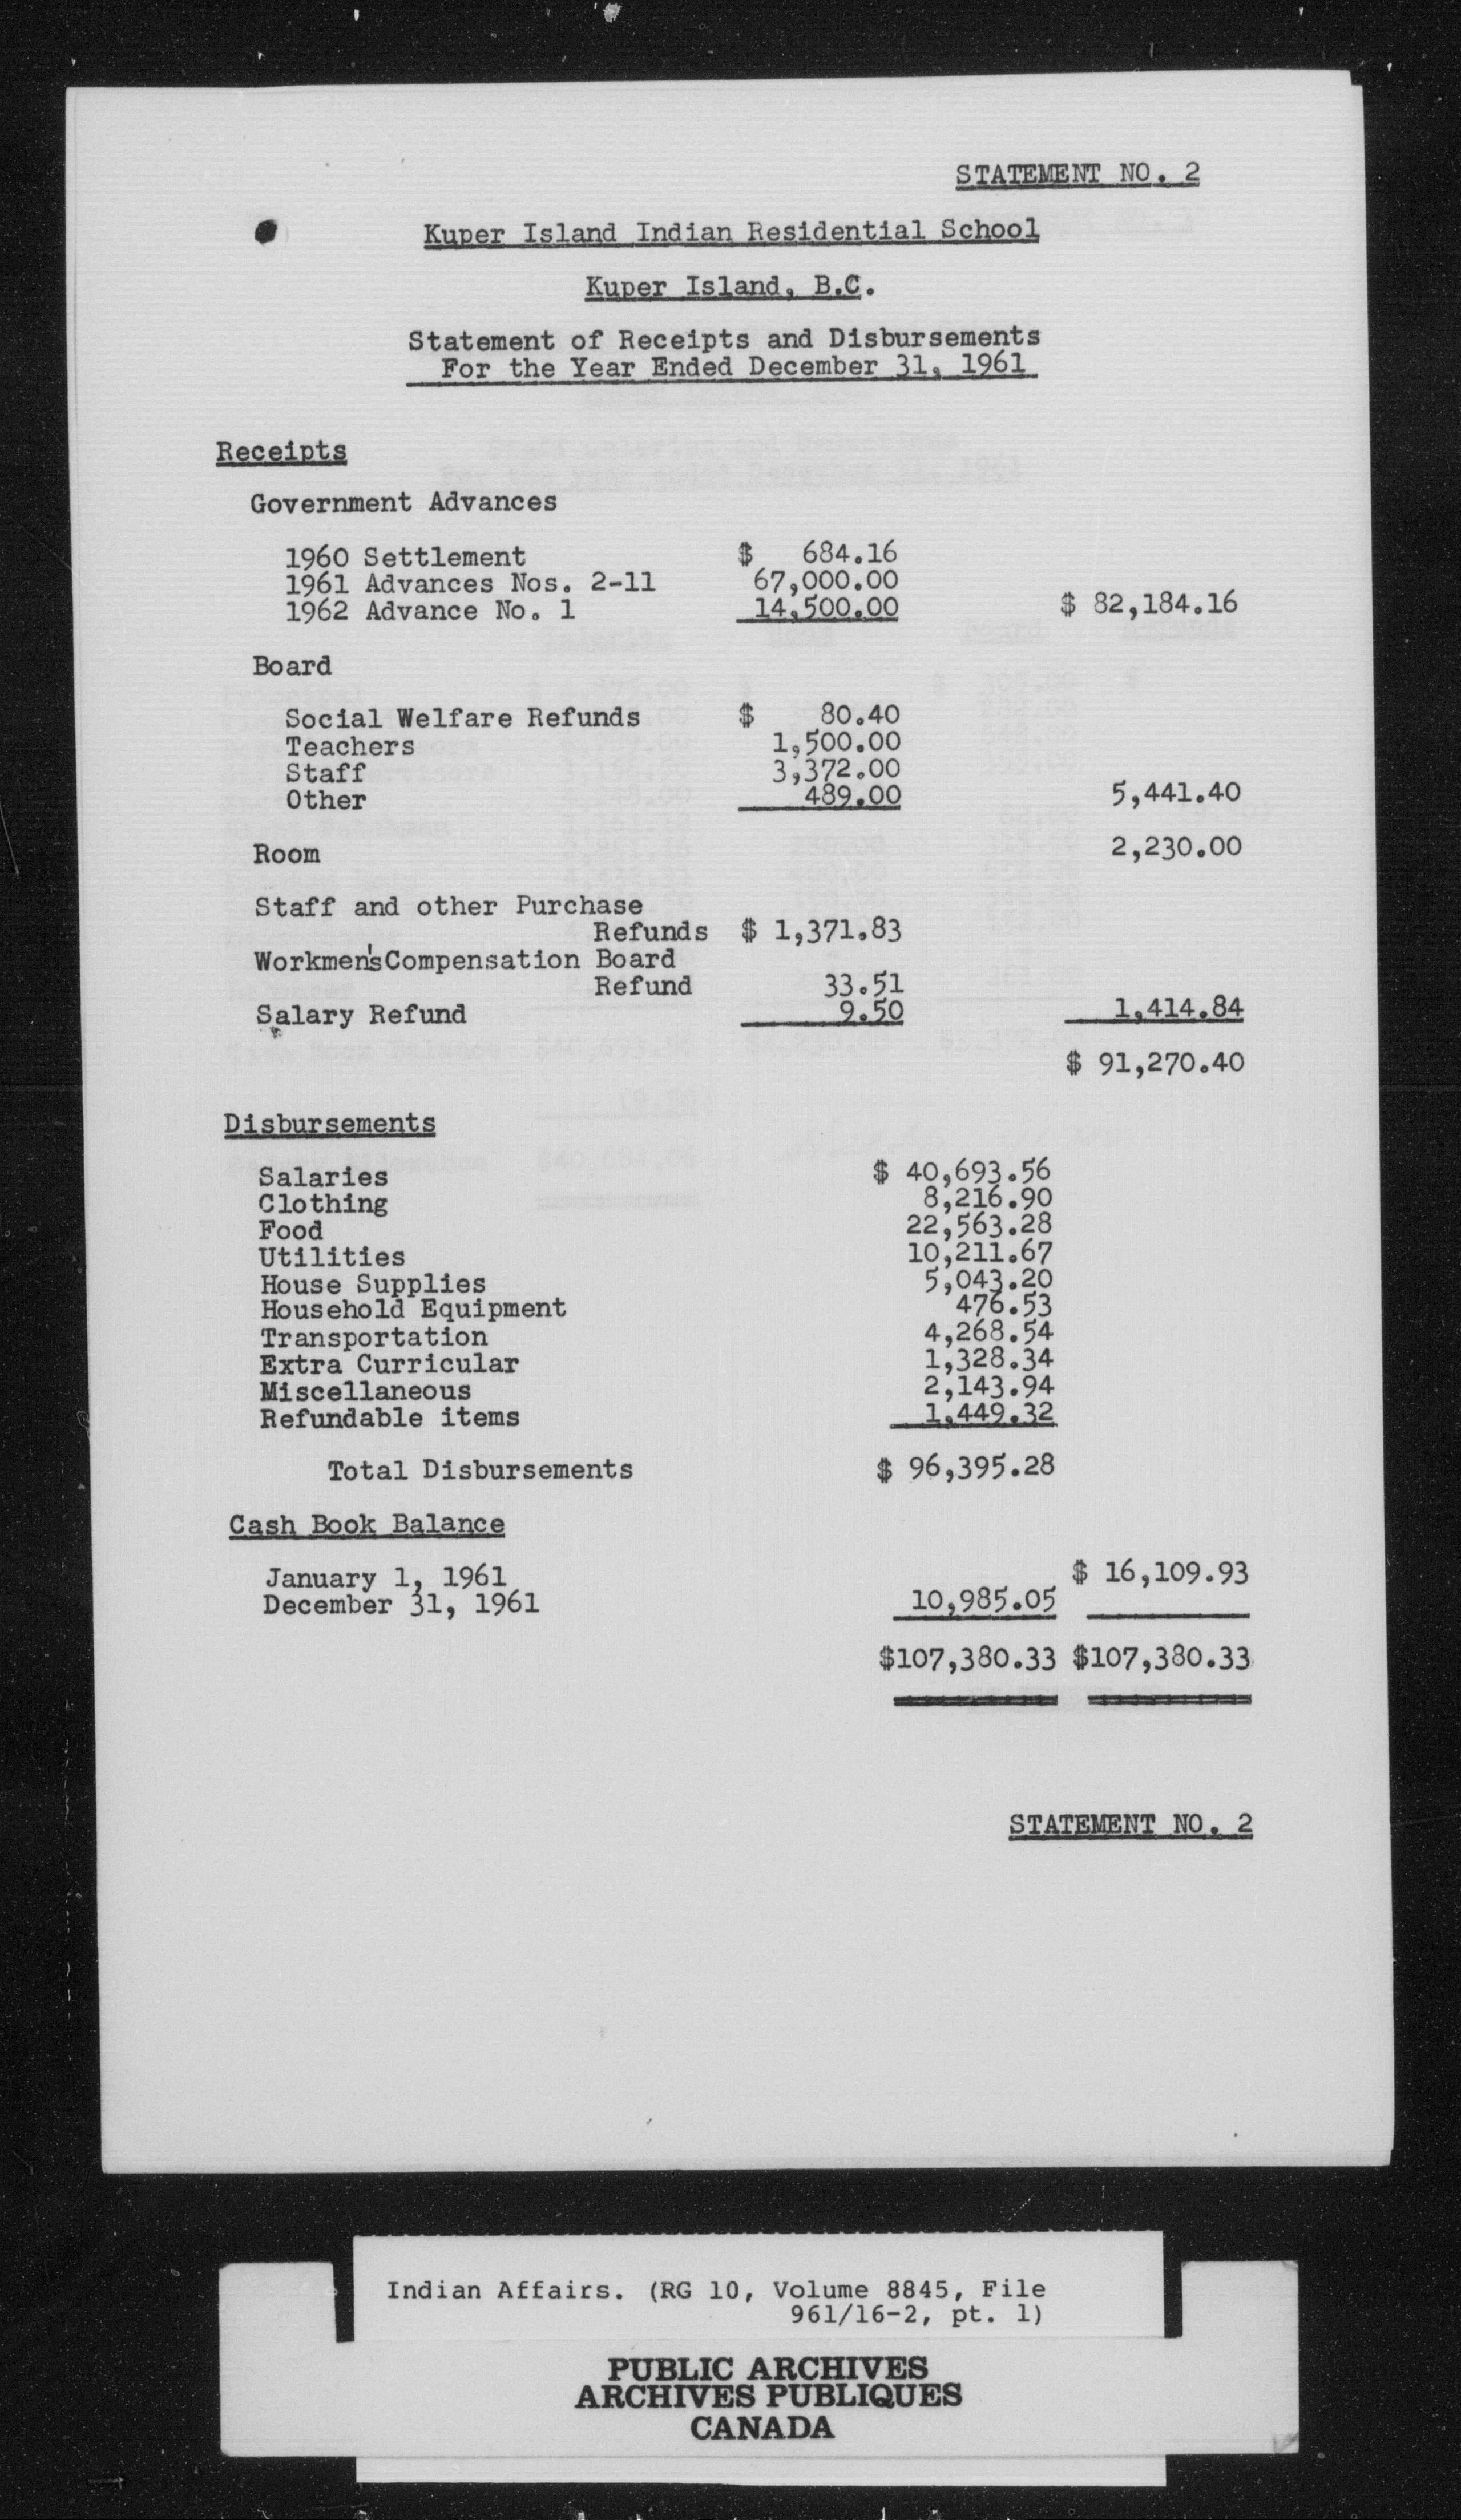 STATEMENT NO. 2
Kuper Island Indian Residential School
Kuper Island, B.C.
Statement of Receipts and Disbursements
For the Year Ended December 31, 1961
Receipts
Government Advances
1960 Settlement $ 684.16
1961 Advances Nos. 2-11 67,000.00
1962 Advance No. 1 14,500.00 $ 82,184.16
Board
Social Welfare Refunds $ 80.40
Teachers 1,500.00
Staff 3,372.00
Other 489.00 5,441.40
Room 2,230.00
Staff and other Purchase
Refunds $ 1,371.83
Workmen's Compensation Board
Refund 33.51
Salary Refund 9.50 1,414.84
$ 91,270.40
Disbursements
Salaries $ 40,693.56
Clothing 8,216.90
Food 22,563.28
Utilities 10,211.67
House Supplies 5,043.20
Household Equipment 476.53
Transportation 4,268.54
Extra Curricular 1,328.34
Miscellaneous 2,143.94
Refundable items 1,449.32
Total Disbursements $ 96,395.28
Cash Book Balance
January 1, 1961 $ 16,109.93
December 31, 1961 10,985.05
$107,380.33 $107,380.33
STATEMENT NO. 2
Indian Affairs. (RG 10, Volume 8845, File
961/16-2, pt. 1)
PUBLIC ARCHIVES
ARCHIVES PUBLIQUES
CANADA